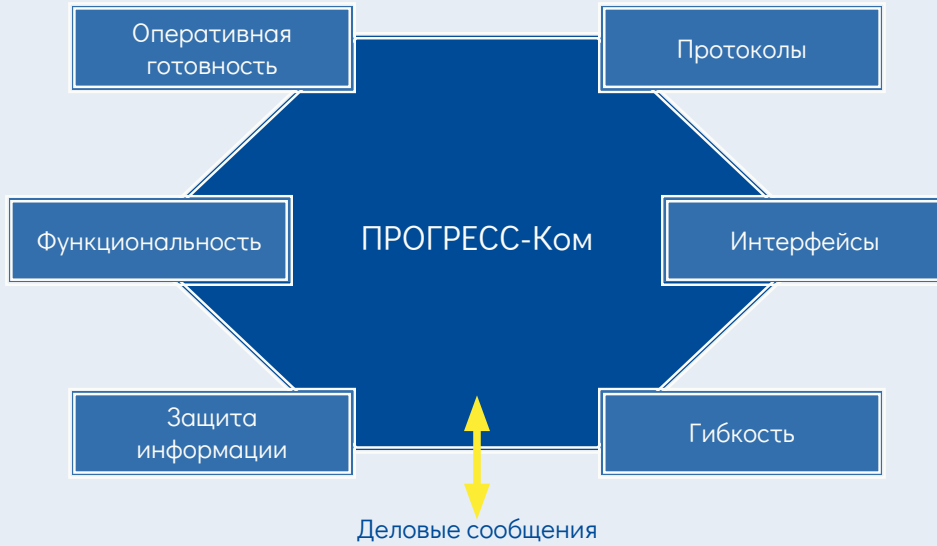 Оперативная
готовность
Протоколы
Функциональность
ПРОГРЕСС-Ком
Интерфейсы
Защита
информации
Гибкость
Деловые сообщения